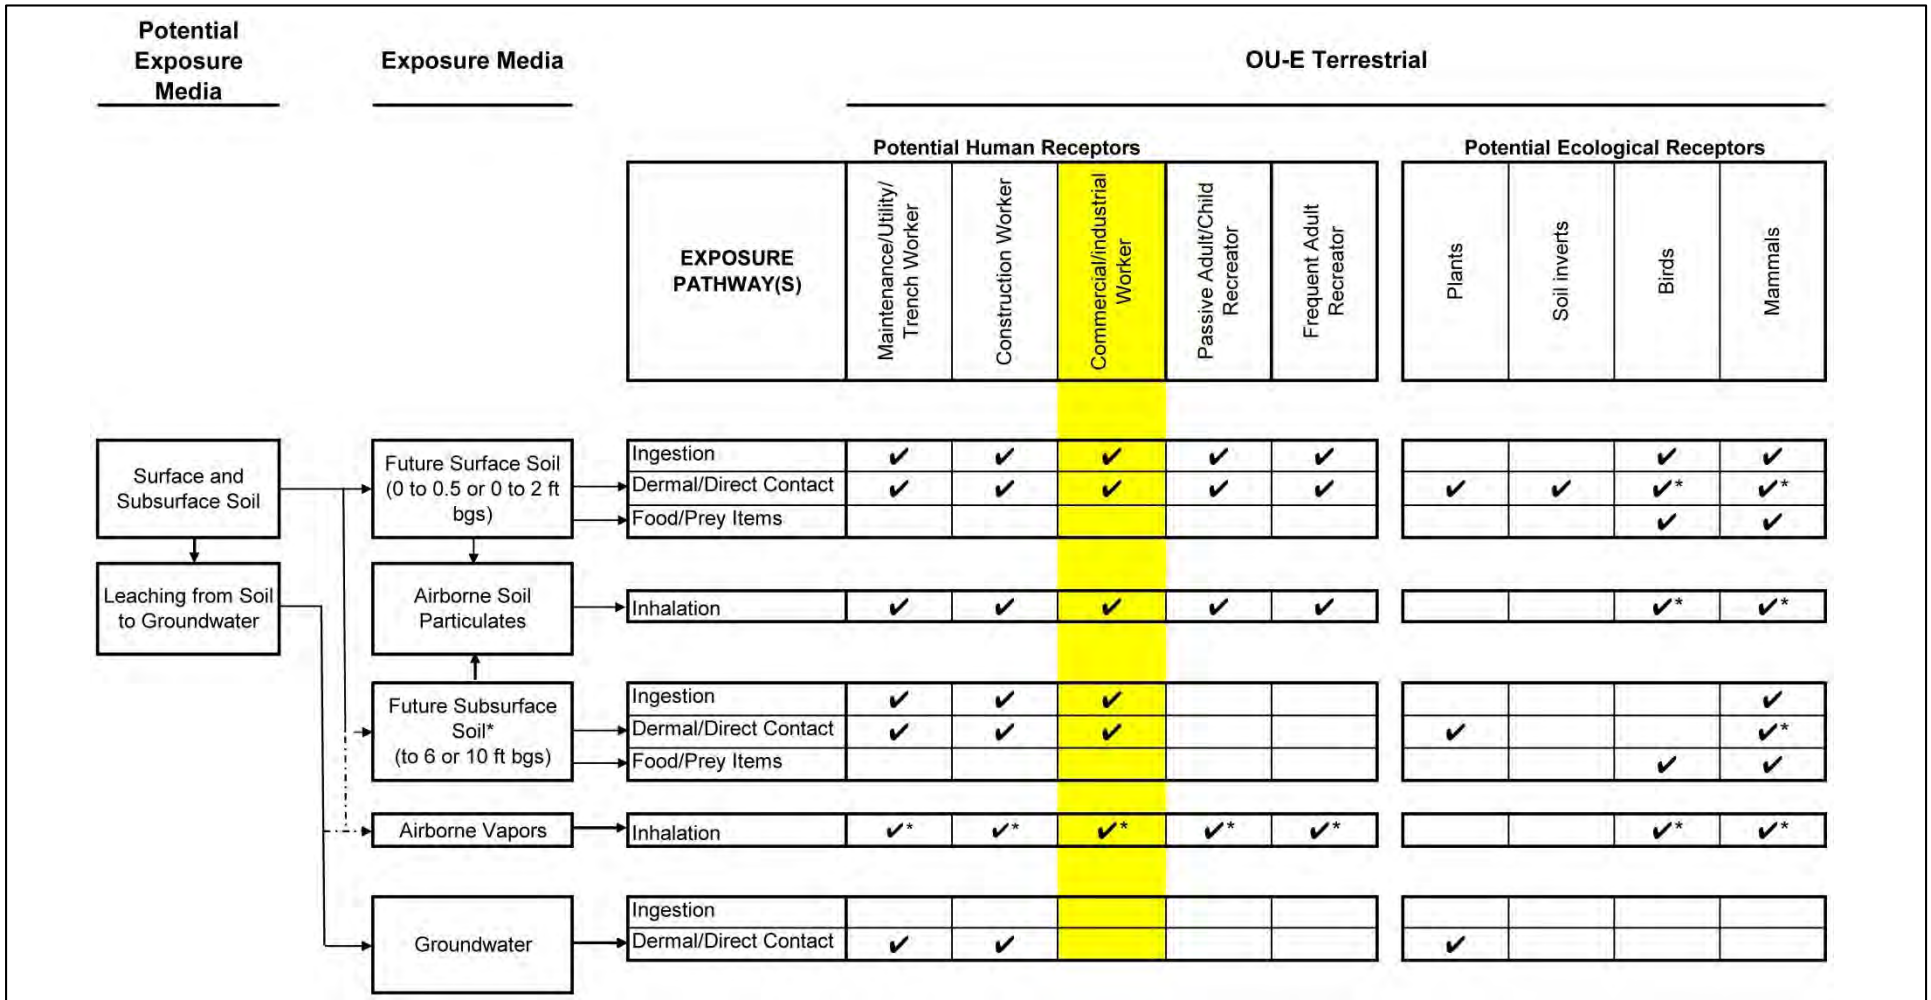 Potential
Exposure
Media
Exposure Media
OU-E Terrestrial
Potential Human Receptors
Potential Ecological Receptors
EXPOSURE
PATHWAY(S)
Maintenance/Utility/
Trench Worker
Construction Worker
Commercial/industrial
Worker
Passive Adult/Child
Recreator
Frequent Adult
Recreator
Plants
Soil inverts
Birds
Mammals
Surface and
Subsurface Soil
Future Surface Soil
(0 to 0.5 or 0 to 2 ft
bgs)
Ingestion ✔ ✔ ✔ ✔ ✔ ✔ ✔
Dermal/Direct Contact ✔ ✔ ✔ ✔ ✔ ✔ ✔ ✔* ✔*
Food/Prey Items ✔ ✔
Leaching from Soil
to Groundwater
Airborne Soil
Particulates
Inhalation ✔ ✔ ✔ ✔ ✔ ✔* ✔*
Future Subsurface
Soil*
(to 6 or 10 ft bgs)
Ingestion ✔ ✔ ✔ ✔
Dermal/Direct Contact ✔ ✔ ✔ ✔ ✔*
Food/Prey Items ✔ ✔
Airborne Vapors
Inhalation ✔* ✔* ✔* ✔* ✔* ✔* ✔*
Groundwater
Ingestion
Dermal/Direct Contact ✔ ✔ ✔